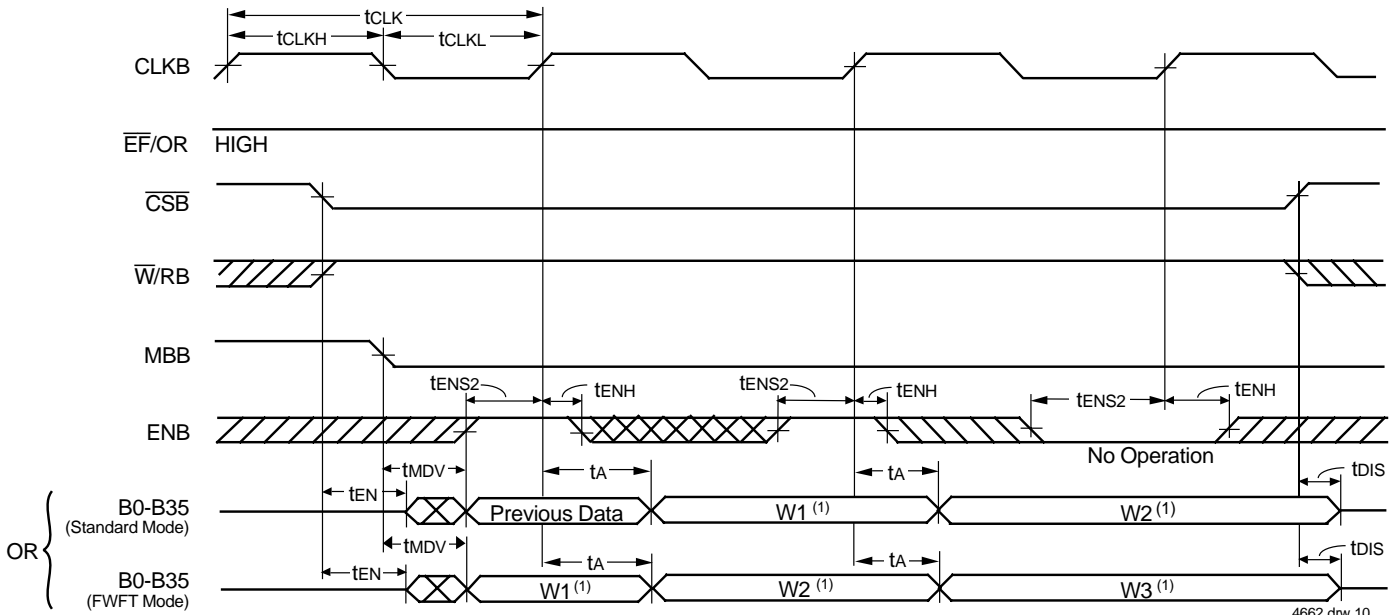 tCLK
tCLKH tCLKL
CLKB
EF/OR HIGH
CSB
W/RB
MBB
tENS2 tENH tENS2 tENH tENS2 tENH
ENB
No Operation
tMDV tA tA tDIS
tEN
B0-B35 Previous Data W1 (1) W2 (1)
(Standard Mode)
OR
tMDV tA tA tDIS
tEN
B0-B35 W1 (1) W2 (1) W3 (1)
(FWFT Mode)
4662 drw 10